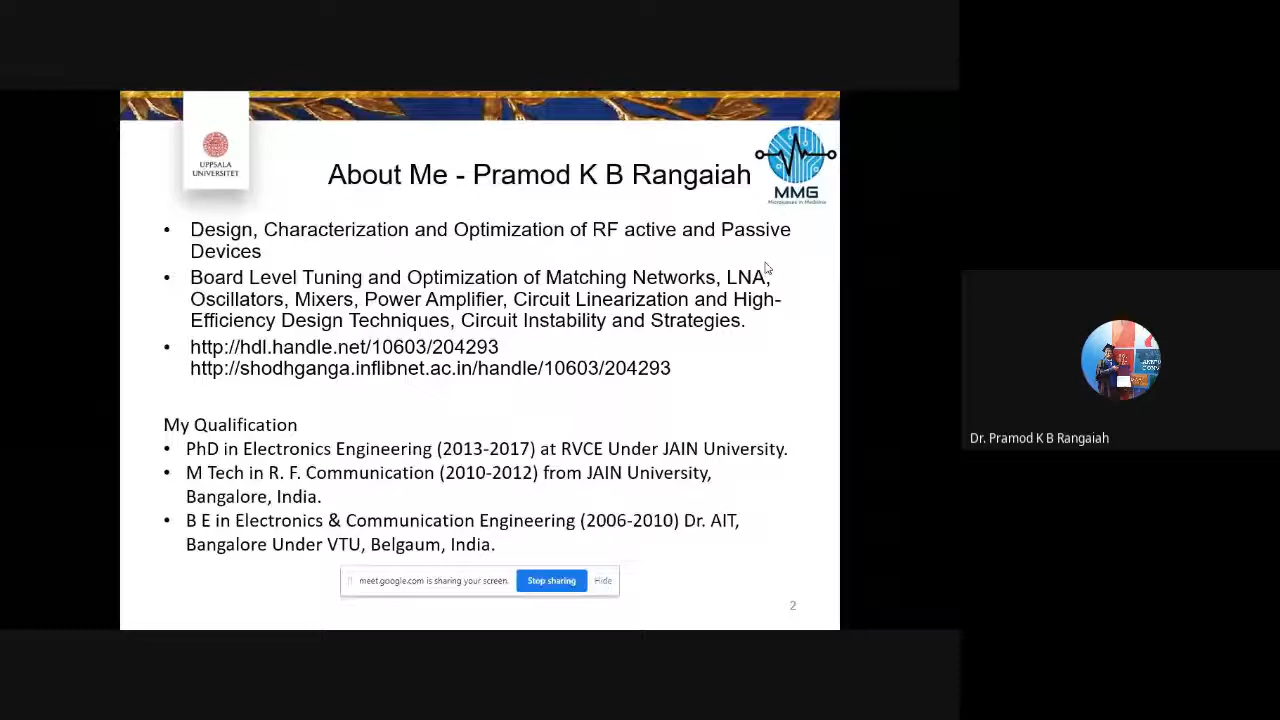 UPPSALA
UNIVERSITET
About Me - Pramod K B Rangaiah
MMG
Microwaves in Medicine
• Design, Characterization and Optimization of RF active and Passive
Devices
• Board Level Tuning and Optimization of Matching Networks, LNA,
Oscillators, Mixers, Power Amplifier, Circuit Linearization and High-
Efficiency Design Techniques, Circuit Instability and Strategies.
• http://hdl.handle.net/10603/204293
http://shodhganga.inflibnet.ac.in/handle/10603/204293
My Qualification
• PhD in Electronics Engineering (2013-2017) at RVCE Under JAIN University.
• M Tech in R. F. Communication (2010-2012) from JAIN University,
Bangalore, India.
• B E in Electronics & Communication Engineering (2006-2010) Dr. AIT,
Bangalore Under VTU, Belgaum, India.
meet.google.com is sharing your screen. Stop sharing Hide
2
Dr. Pramod K B Rangaiah